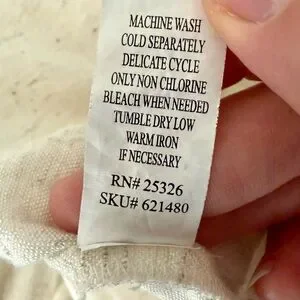 MACHINE WASH
COLD SEPARATELY
DELICATE CYCLE
ONLY NON CHLORINE
BLEACH WHEN NEEDED
TUMBLE DRY LOW
WARM IRON
IF NECESSARY
RN# 25326
SKU# 621480